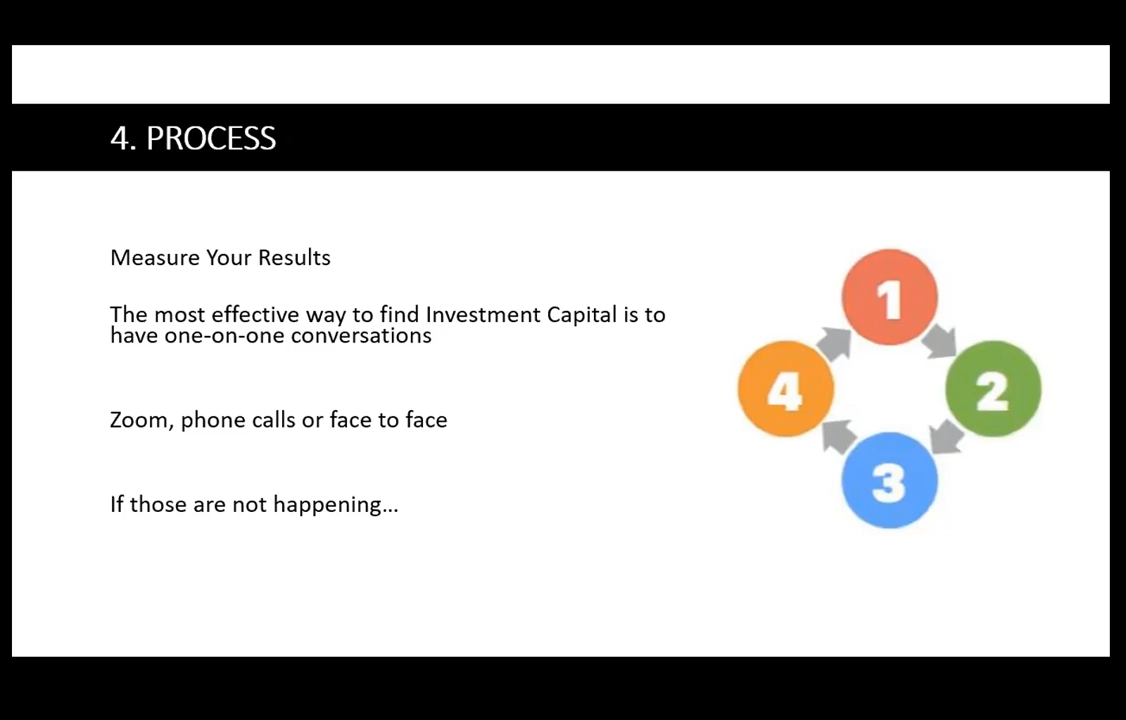 4. PROCESS
Measure Your Results
The most effective way to find Investment Capital is to
have one-on-one conversations
Zoom, phone calls or face to face
If those are not happening...
1
2
3
4